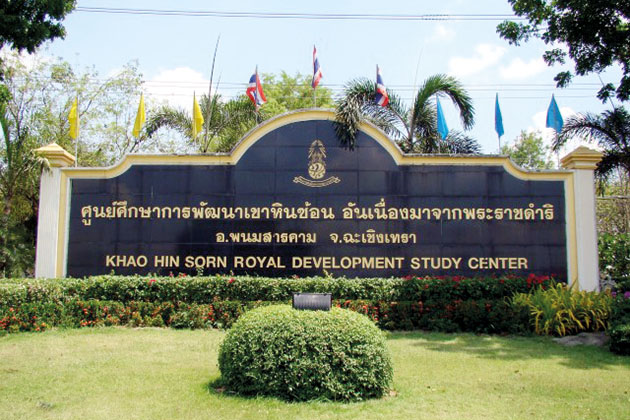 ศูนย์ศึกษาการพัฒนาเขาหินซ้อน อันเนื่องมาจากพระราชดำริ
อ.พนมสารคาม จ.ฉะเชิงเทรา
KHAO HIN SORN ROYAL DEVELOPMENT STUDY CENTER